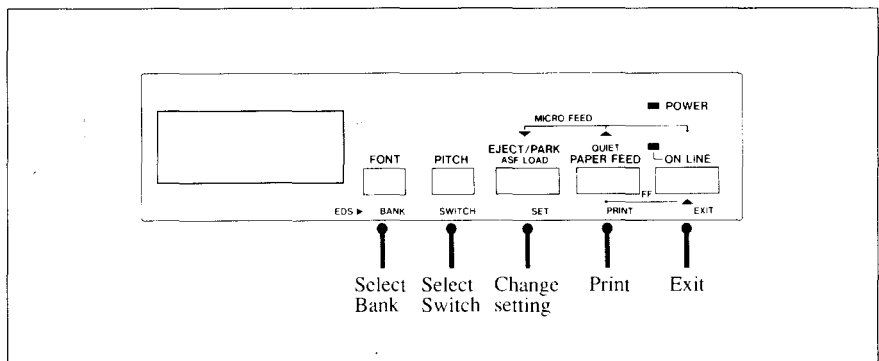 POWER
MICRO FEED
EJECT/PARK QUIET
FONT PITCH ASF LOAD PAPER FEED ON LINE
FF
EDS ▶ BANK SWITCH SET PRINT EXIT
Select Select Change Print Exit
Bank Switch setting